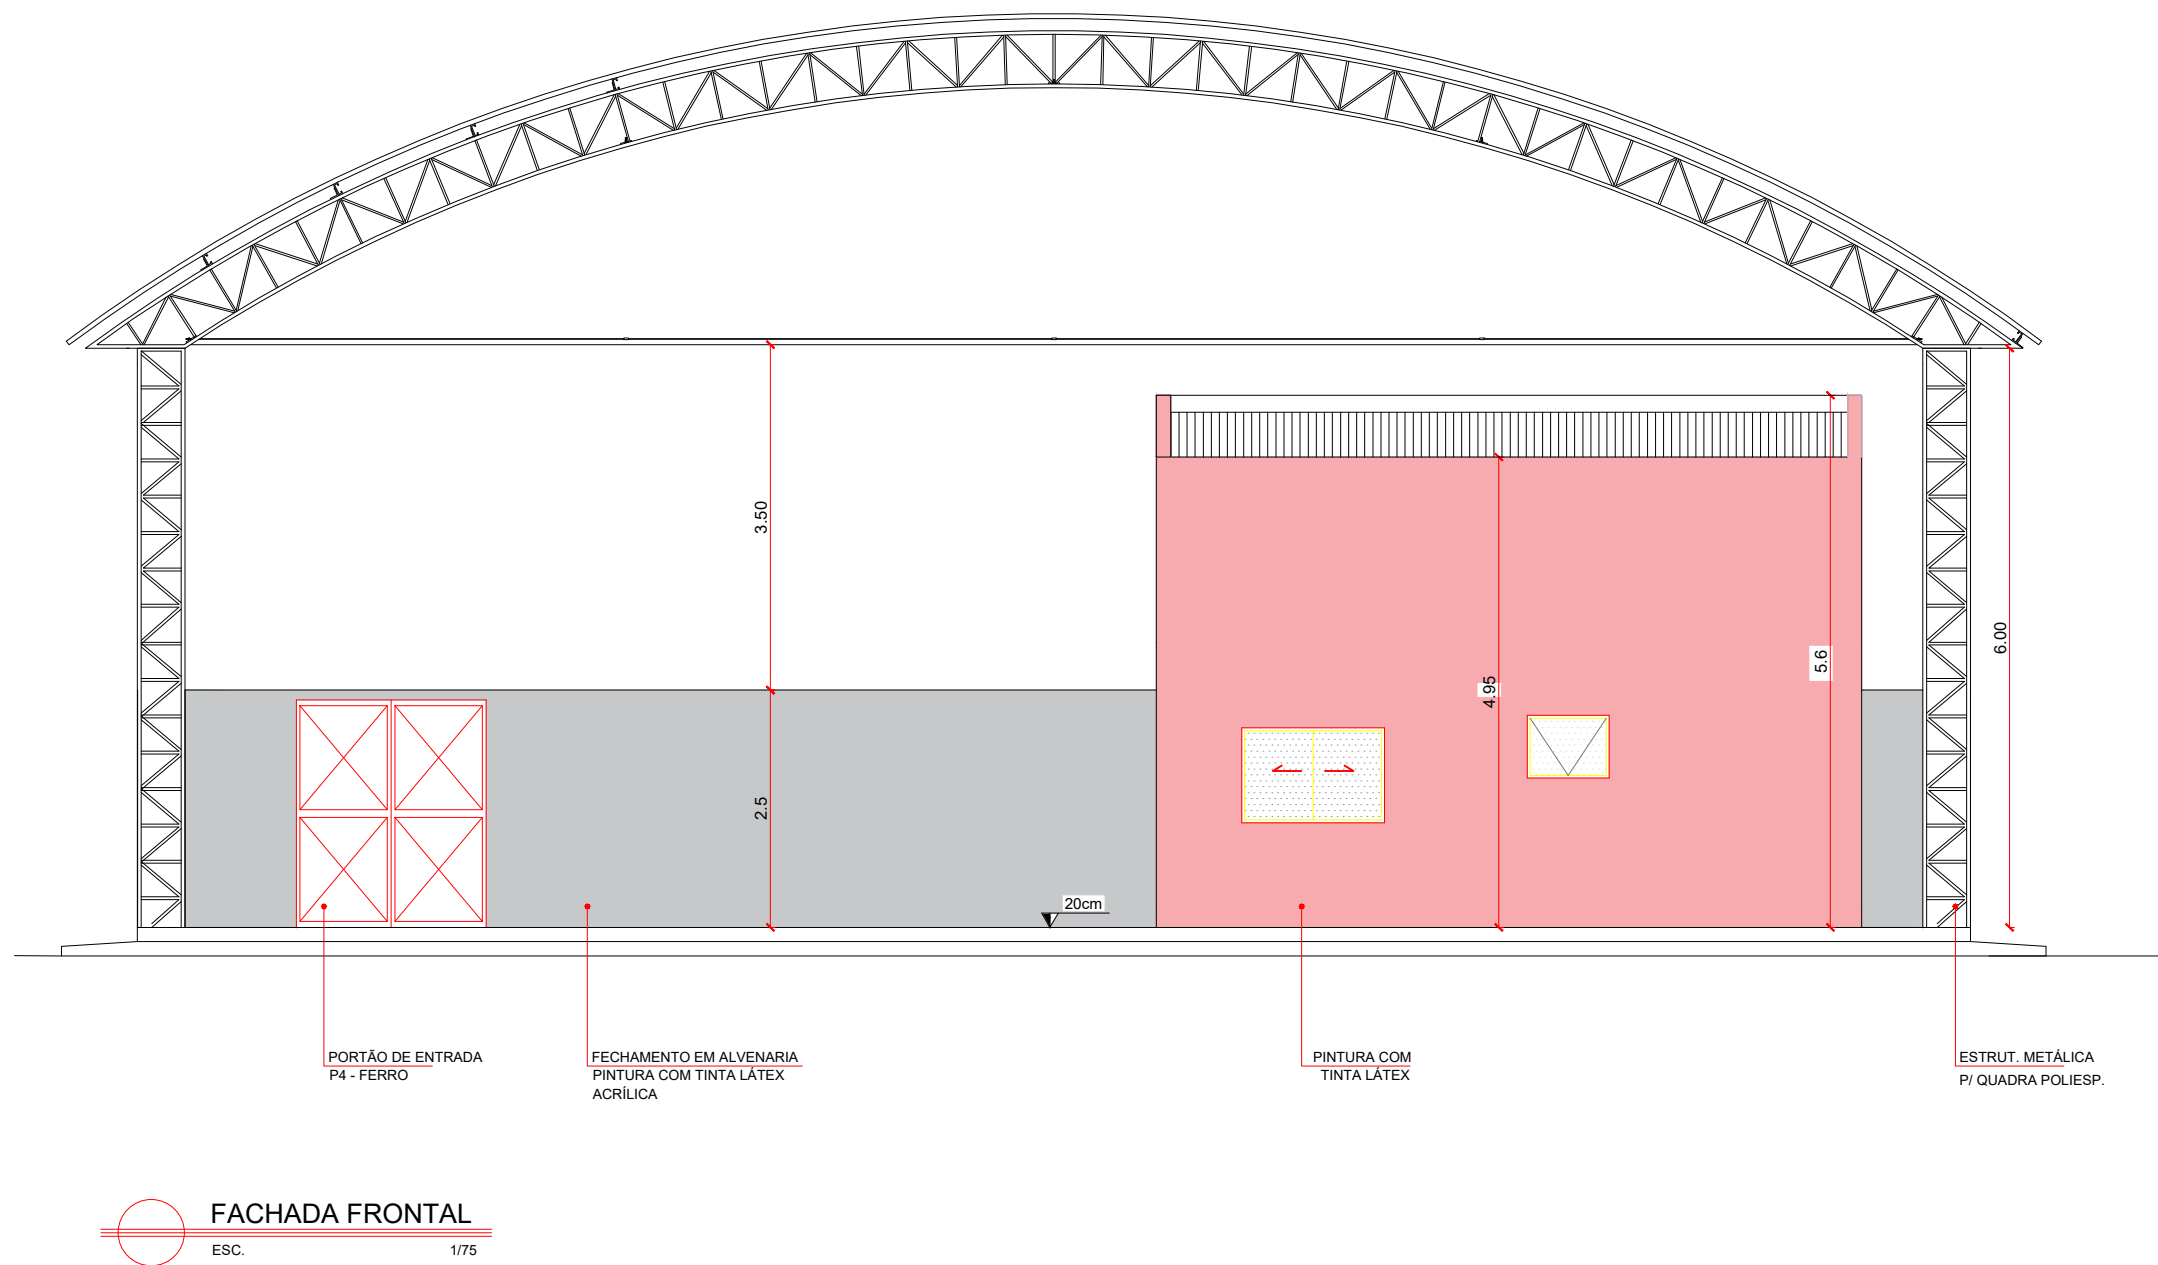 3.50
6.00
5.6
4.95
2.5
20cm
PORTÃO DE ENTRADA
P4 - FERRO
FECHAMENTO EM ALVENARIA
PINTURA COM TINTA LÁTEX
ACRÍLICA
PINTURA COM
TINTA LÁTEX
ESTRUT. METÁLICA
P/ QUADRA POLIESP.
FACHADA FRONTAL
ESC. 1/75